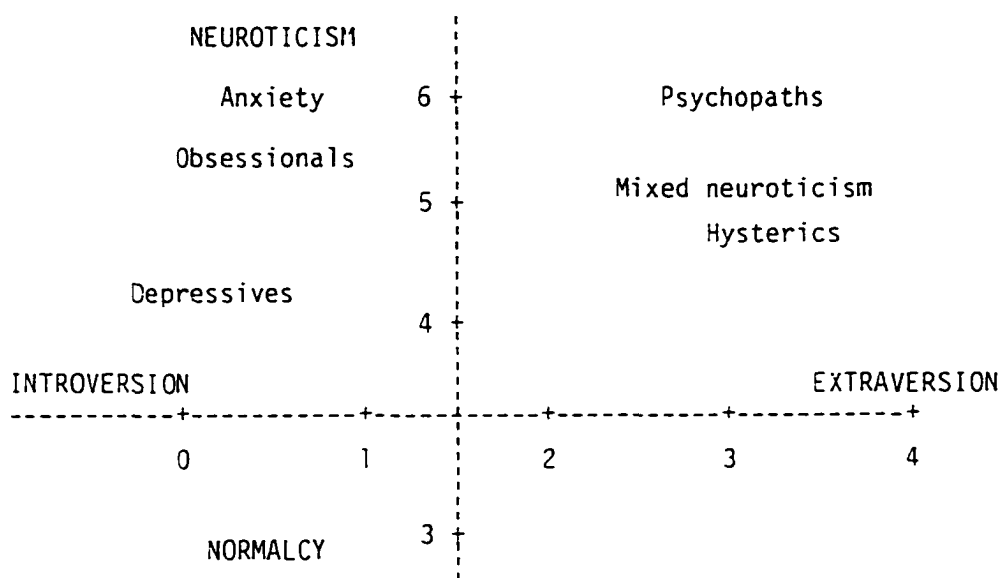 NEUROTICISM
Anxiety 6 Psychopaths
Obsessionals
5 Mixed neuroticism
Hysterics
Depressives
4
INTROVERSION EXTRAVERSION
0 1 2 3 4
NORMALCY 3